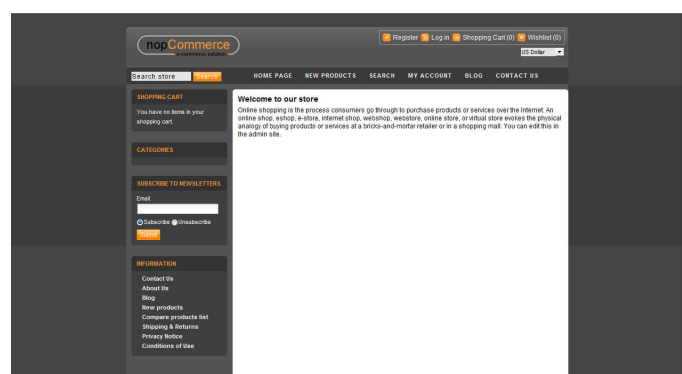 nopCommerce
e-commerce solution
Register Log in Shopping Cart (0) Wishlist (0)
US Dollar
Search store Search
HOME PAGE NEW PRODUCTS SEARCH MY ACCOUNT BLOG CONTACT US
SHOPPING CART
You have no items in your
shopping cart.
CATEGORIES
SUBSCRIBE TO NEWSLETTERS
Email:
Subscribe Unsubscribe
Submit
INFORMATION
Contact Us
About Us
Blog
New products
Compare products list
Shipping & Returns
Privacy Notice
Conditions of Use
Welcome to our
store
Online shopping is the process consumers go through to purchase products or services over the Internet. An
online shop, eshop, e-store, internet shop, webshop, webstore, online store, or virtual store evokes the physical
analogy of buying products or services at a bricks-and-mortar retailer or in a shopping mall. You can edit this in
the admin site.